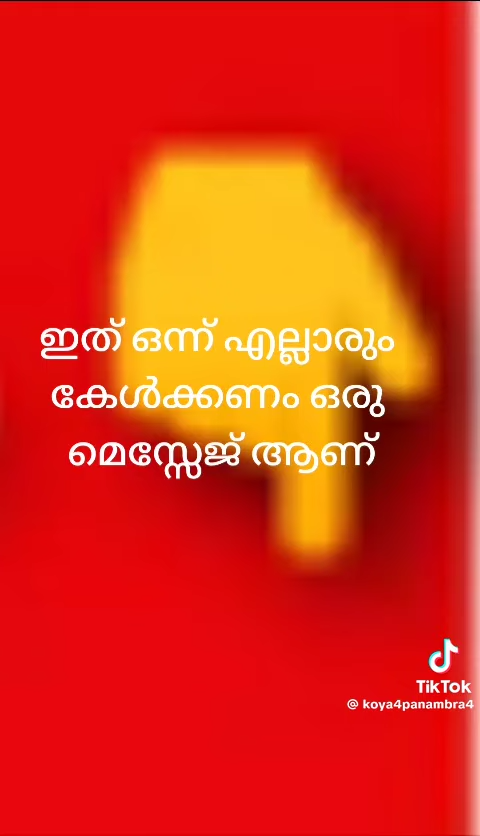 ഇത് ഒന്ന് എല്ലാരും
കേൾക്കണം ഒരു
മെസ്സേജ് ആണ്
TikTok
@ koya4panambra4